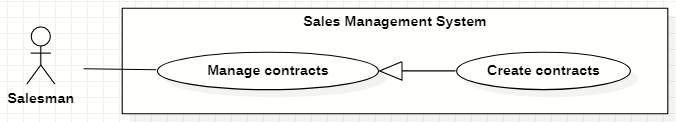 Sales Management System
Manage contracts
Create contracts
Salesman